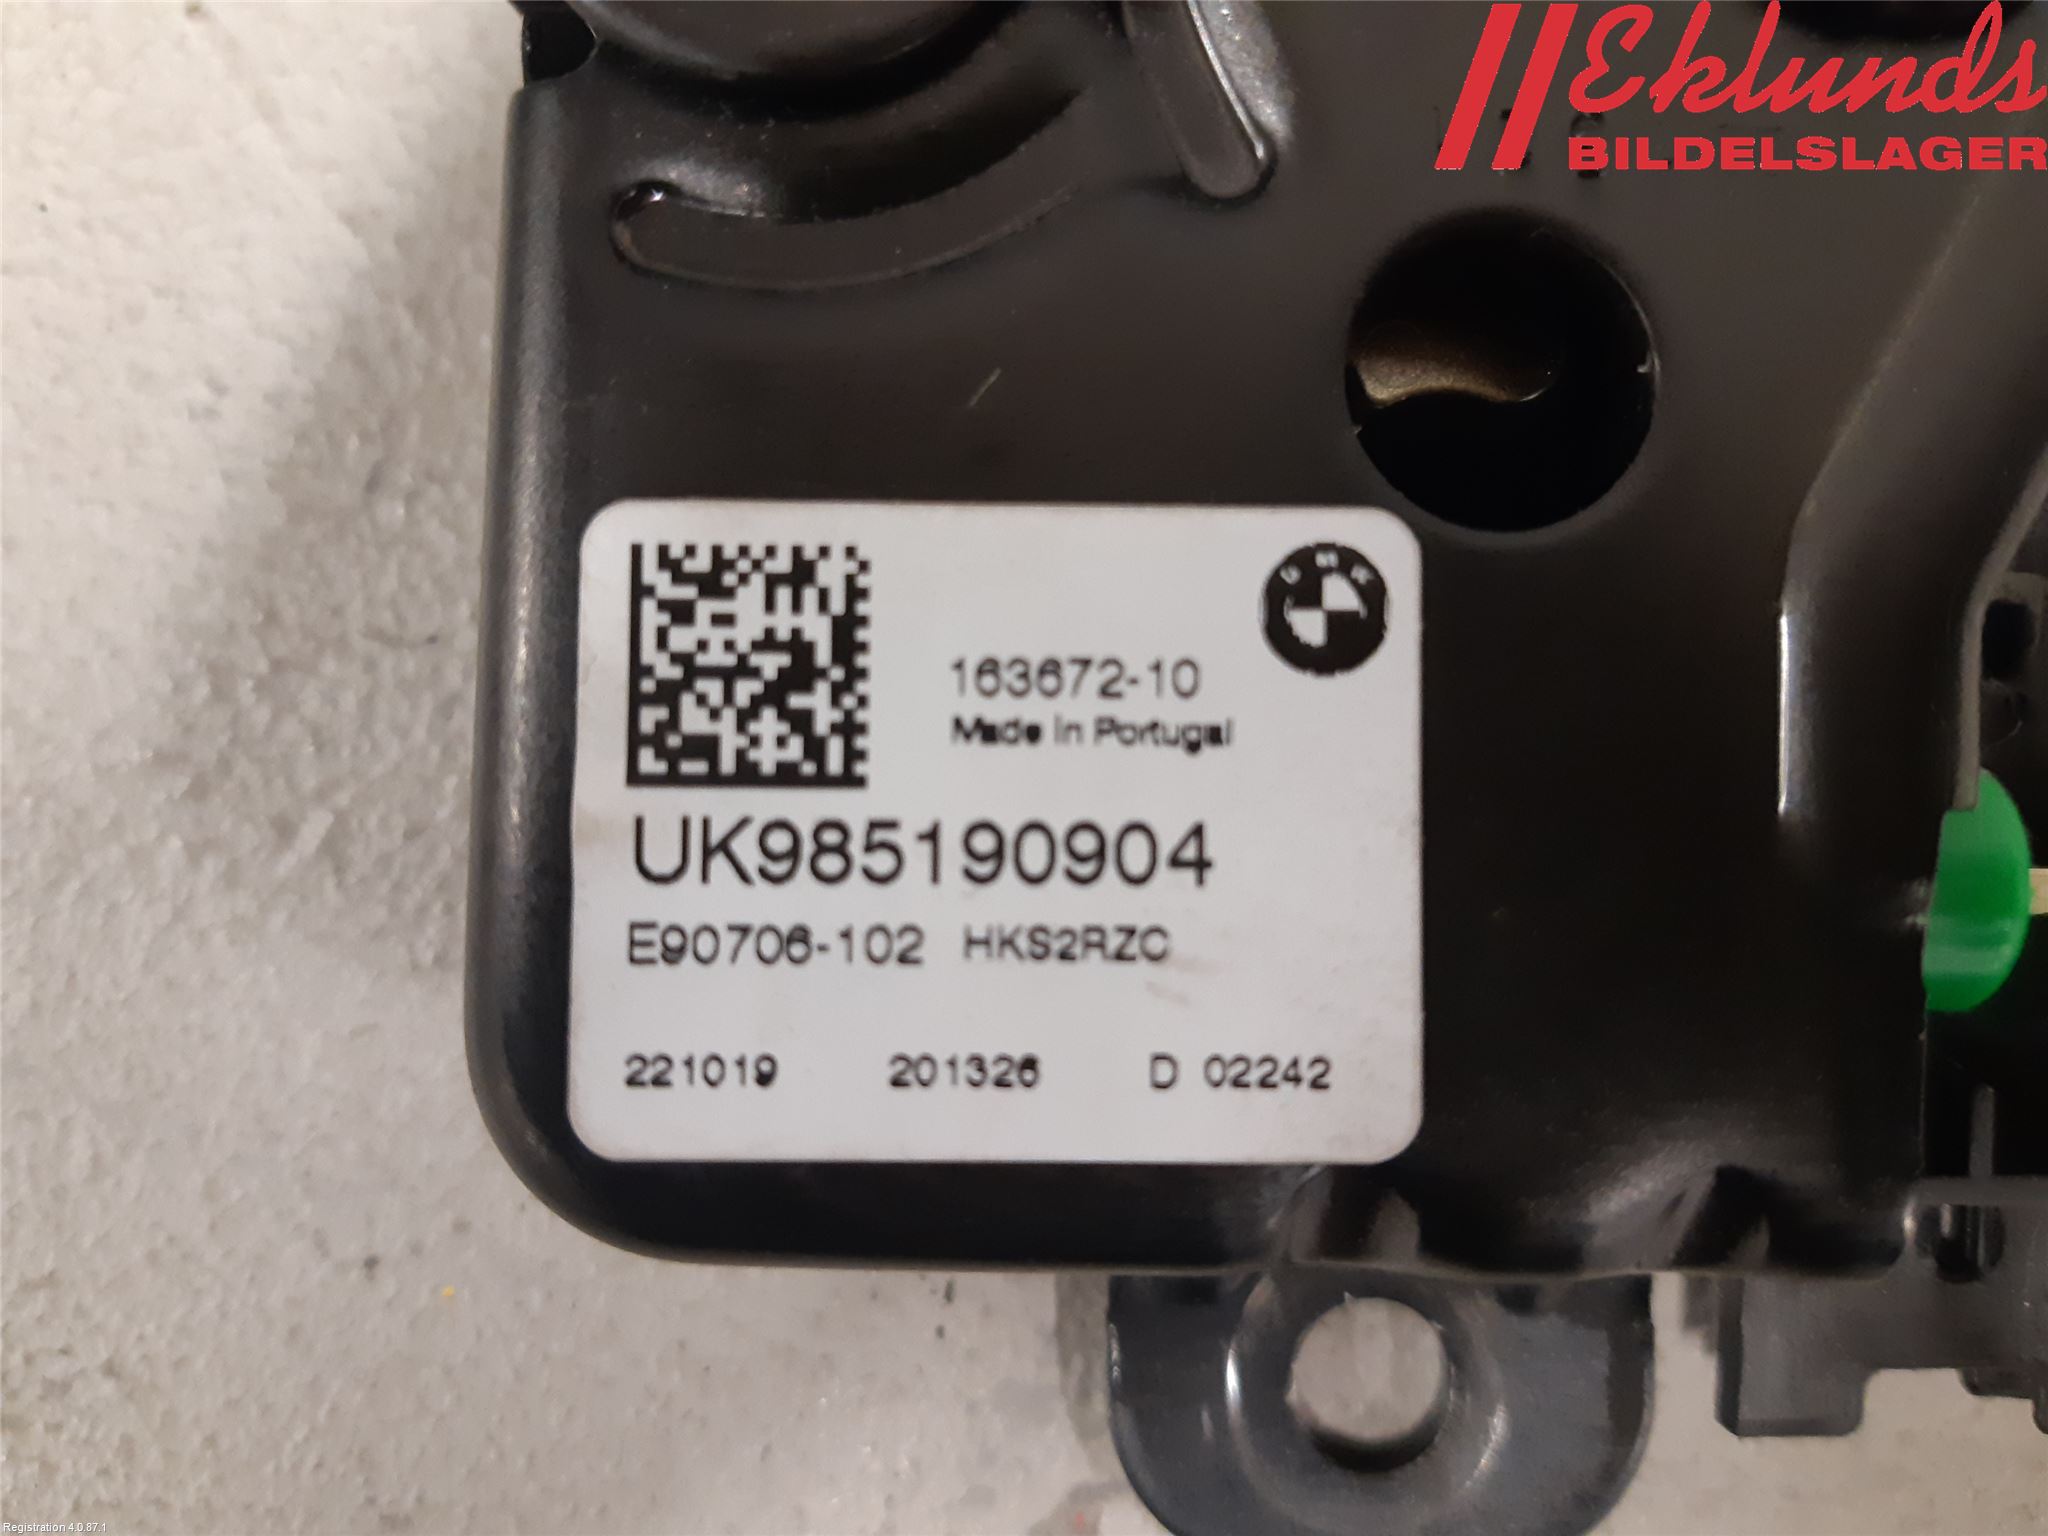 Eklunds
BILDELSLAGER
BMW
163672-10
Made in Portugal
UK985190904
E90706-102 HKS2RZC
221019 201326 D 02242
Registration 4.0.87.1